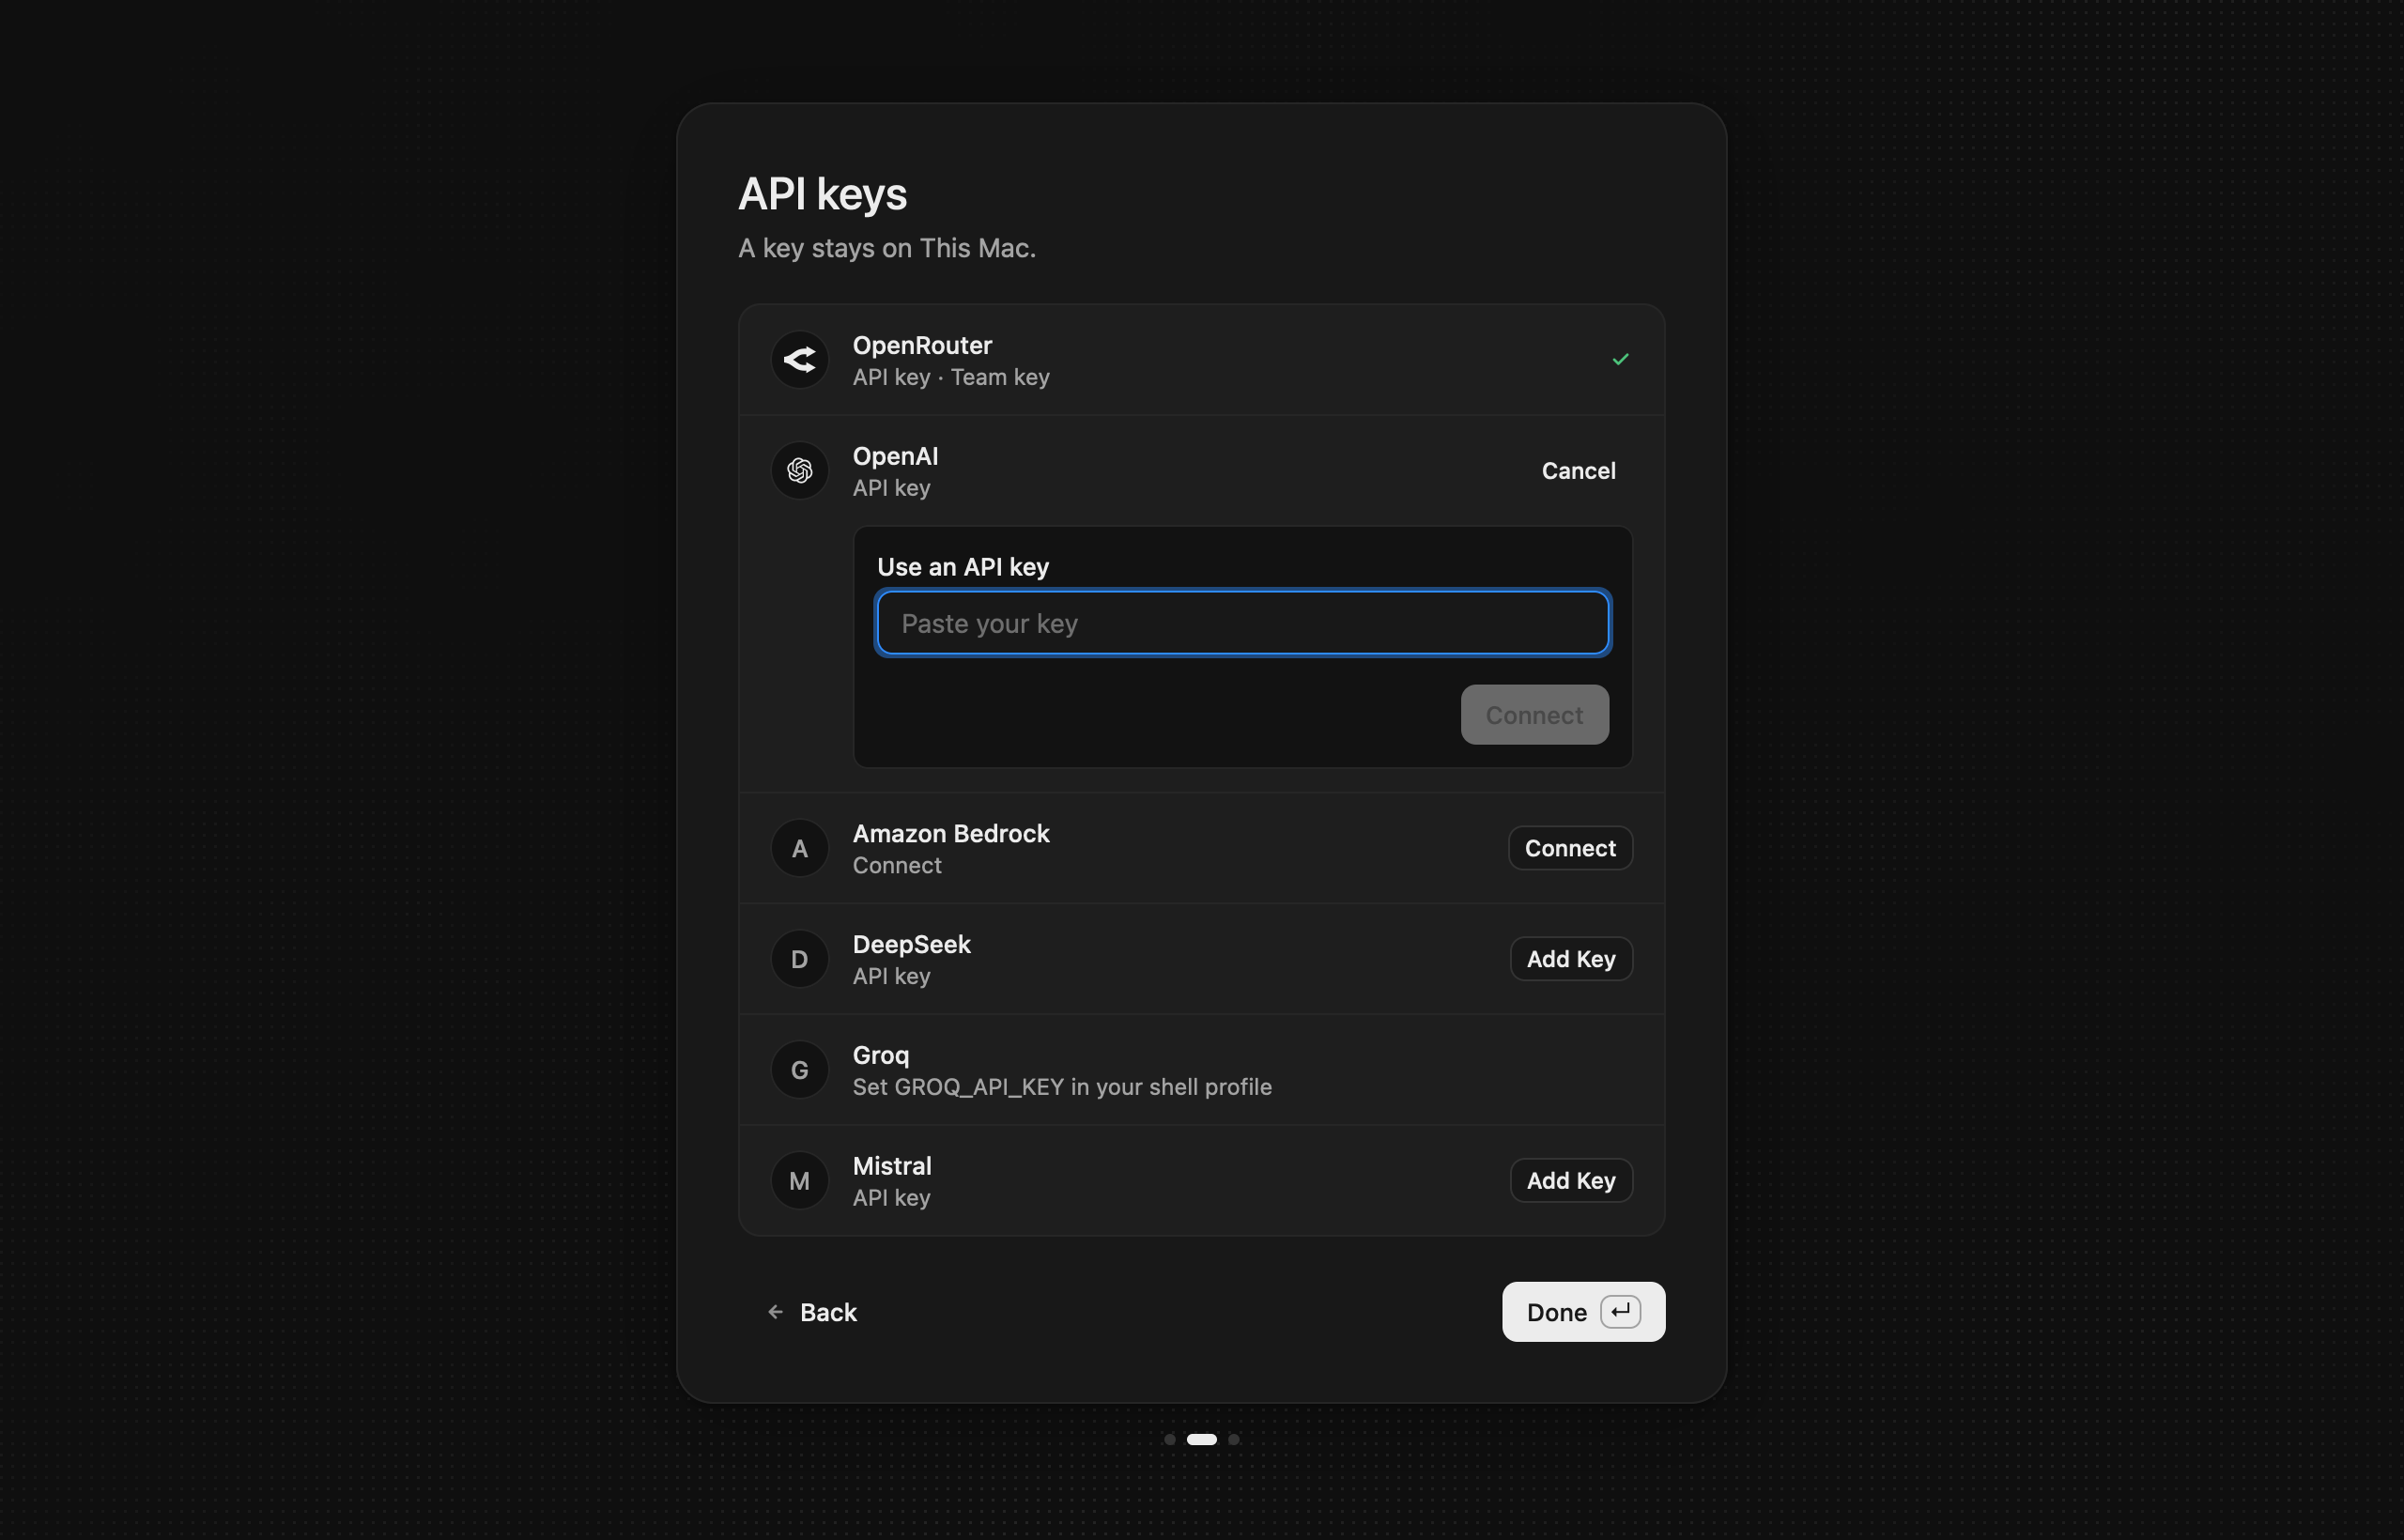 API keys
A key stays on This Mac.
OpenRouter
API key · Team key
OpenAI
API key
Cancel
Use an API key
Paste your key
Connect
A
Amazon Bedrock
Connect
Connect
D
DeepSeek
API key
Add Key
G
Groq
Set GROQ_API_KEY in your shell profile
M
Mistral
API key
Add Key
Back
Done